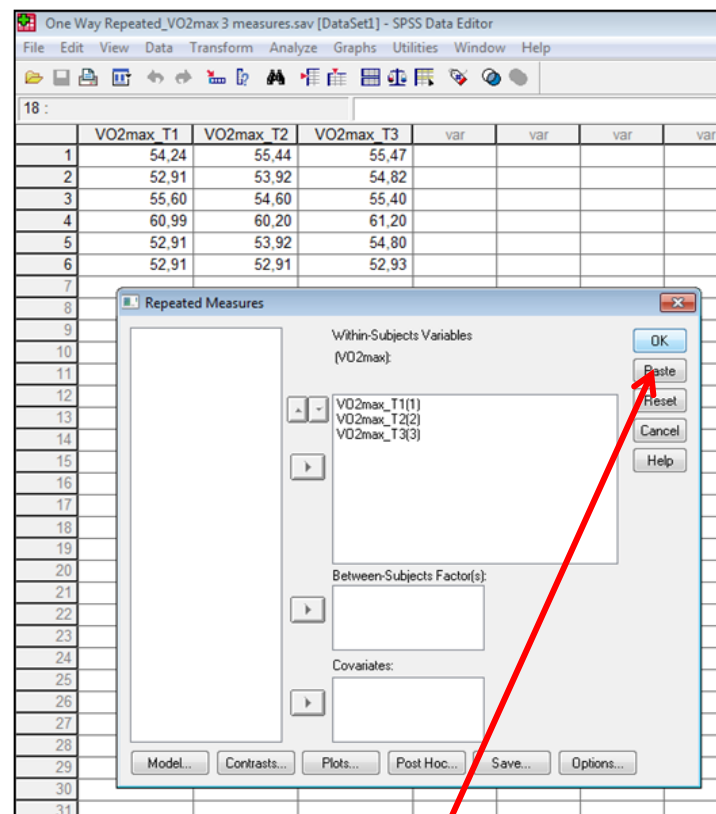 One Way Repeated_VO2max 3 measures.sav [DataSet1] - SPSS Data Editor
File Edit View Data Transform Analyze Graphs Utilities Window Help
18 :
VO2max_T1 VO2max_T2 VO2max_T3 var var var var
1 54,24 55,44 55,47
2 52,91 53,92 54,82
3 55,60 54,60 55,40
4 60,99 60,20 61,20
5 52,91 53,92 54,80
6 52,91 52,91 52,93
7
8 Repeated Measures
9 Within-Subjects Variables OK
10 (VO2max):
11 Paste
12 VO2max_T1(1) Reset
13 VO2max_T2(2)
14 VO2max_T3(3) Cancel
15 Help
16
17
18
19
20 Between-Subjects Factor(s):
21
22
23
24 Covariates:
25
26
27
28
29 Model... Contrasts... Plots... Post Hoc... Save... Options...
30
31